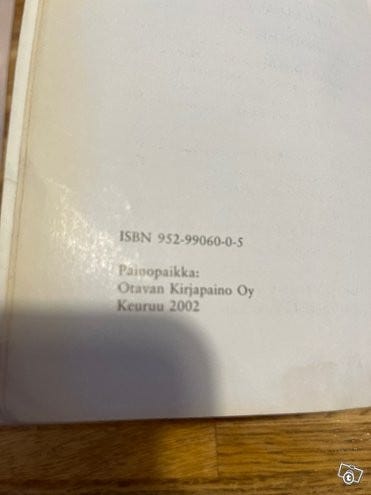 ISBN 952-99060-0-5
Painopaikka:
Otavan Kirjapaino Oy
Keuruu 2002